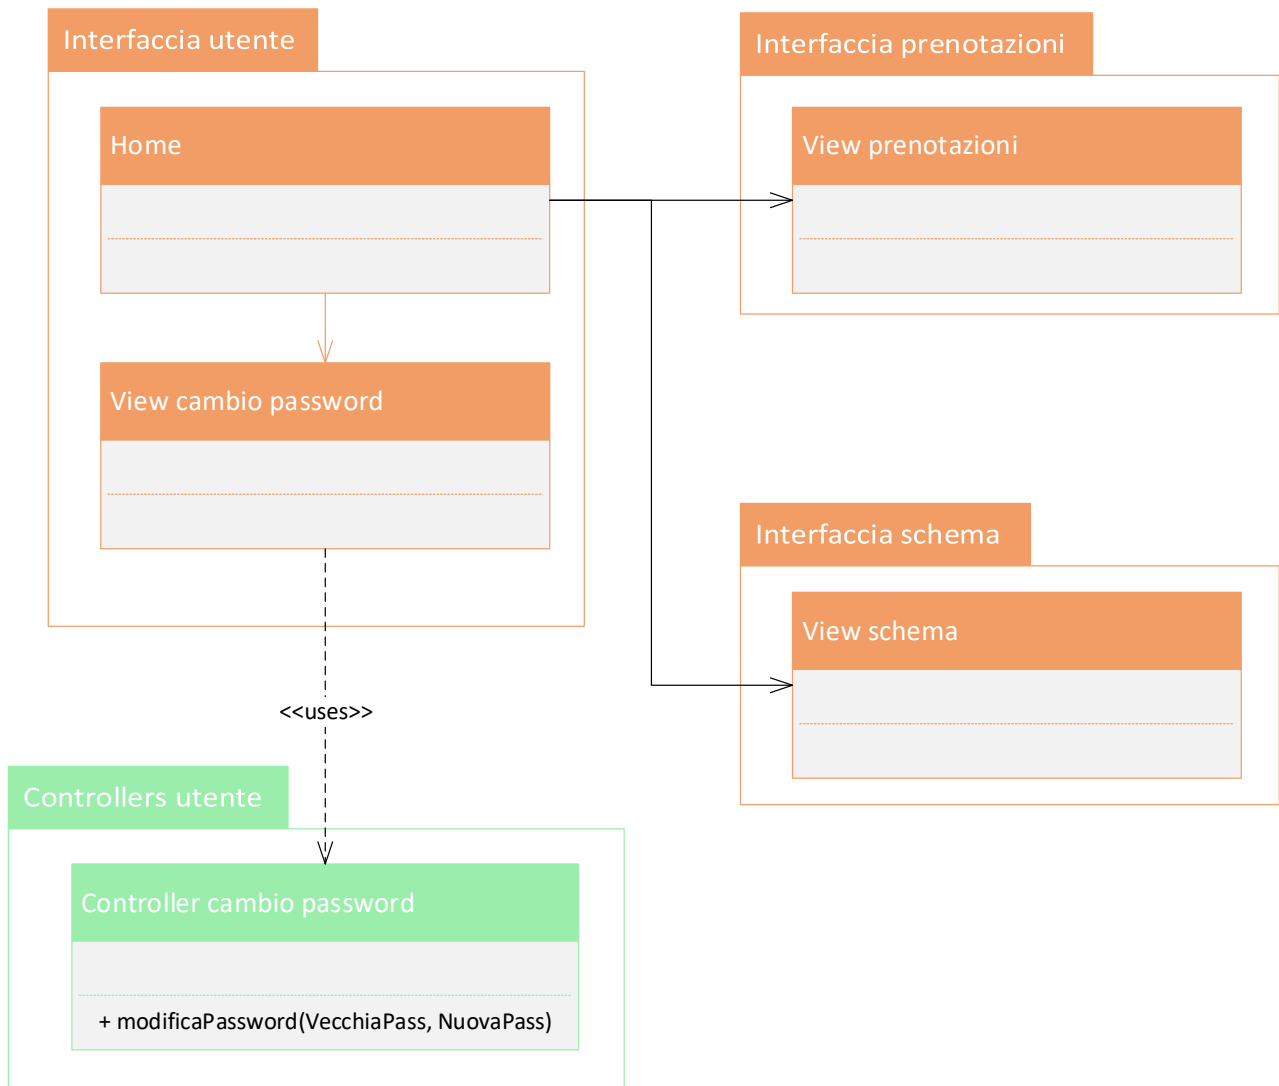 Interfaccia utente
Home
View cambio password
<<uses>>
Controllers utente
Controller cambio password
+ modificaPassword(VecchiaPass, NuovaPass)
Interfaccia prenotazioni
View prenotazioni
Interfaccia schema
View schema